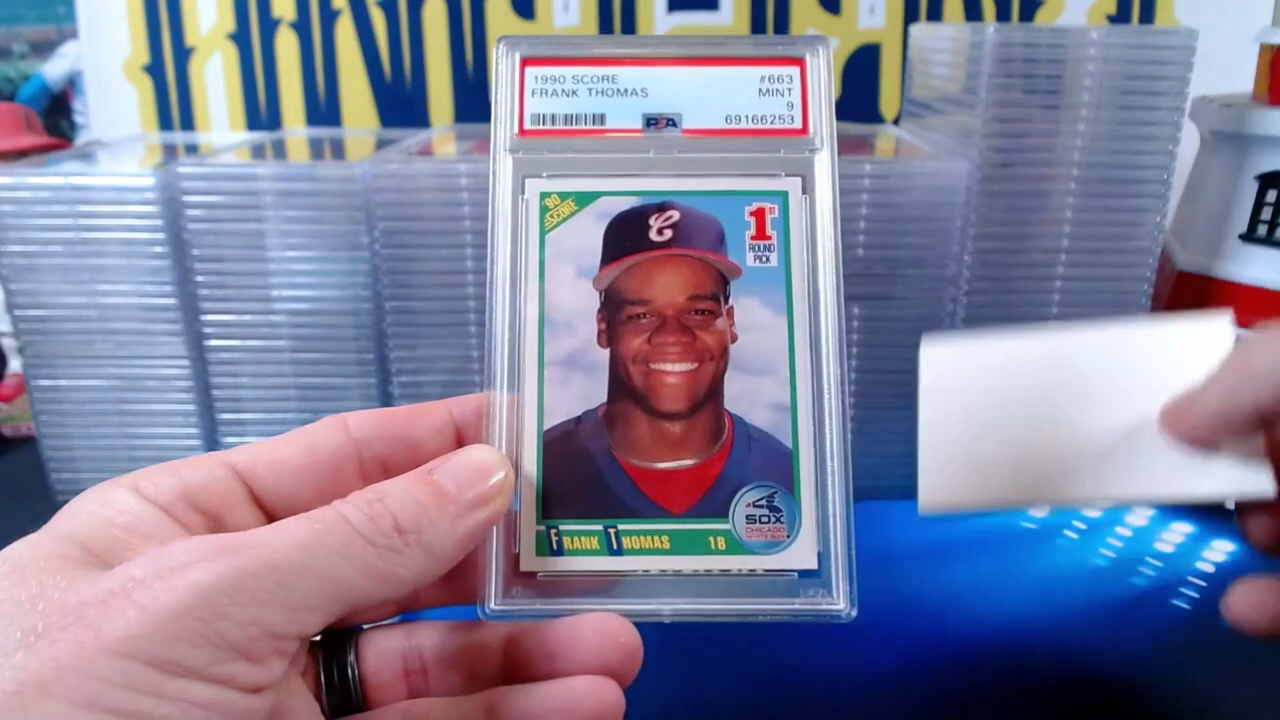 1990 SCORE #663
FRANK THOMAS MINT
9
PSA 69166253
'90
SCORE
1ST
ROUND
PICK
C
SOX
CHICAGO
WHITE SOX
FRANK THOMAS 1B